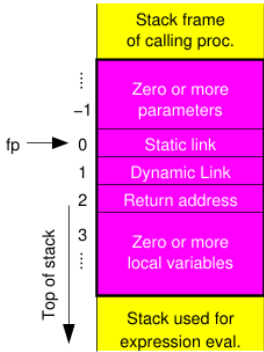 Stack frame
of calling proc.
.....
Zero or more
−1
parameters
fp
0
Static link
1
Dynamic Link
2
Return address
3
Zero or more
.....
local variables
Top of stack
Stack used for
expression eval.